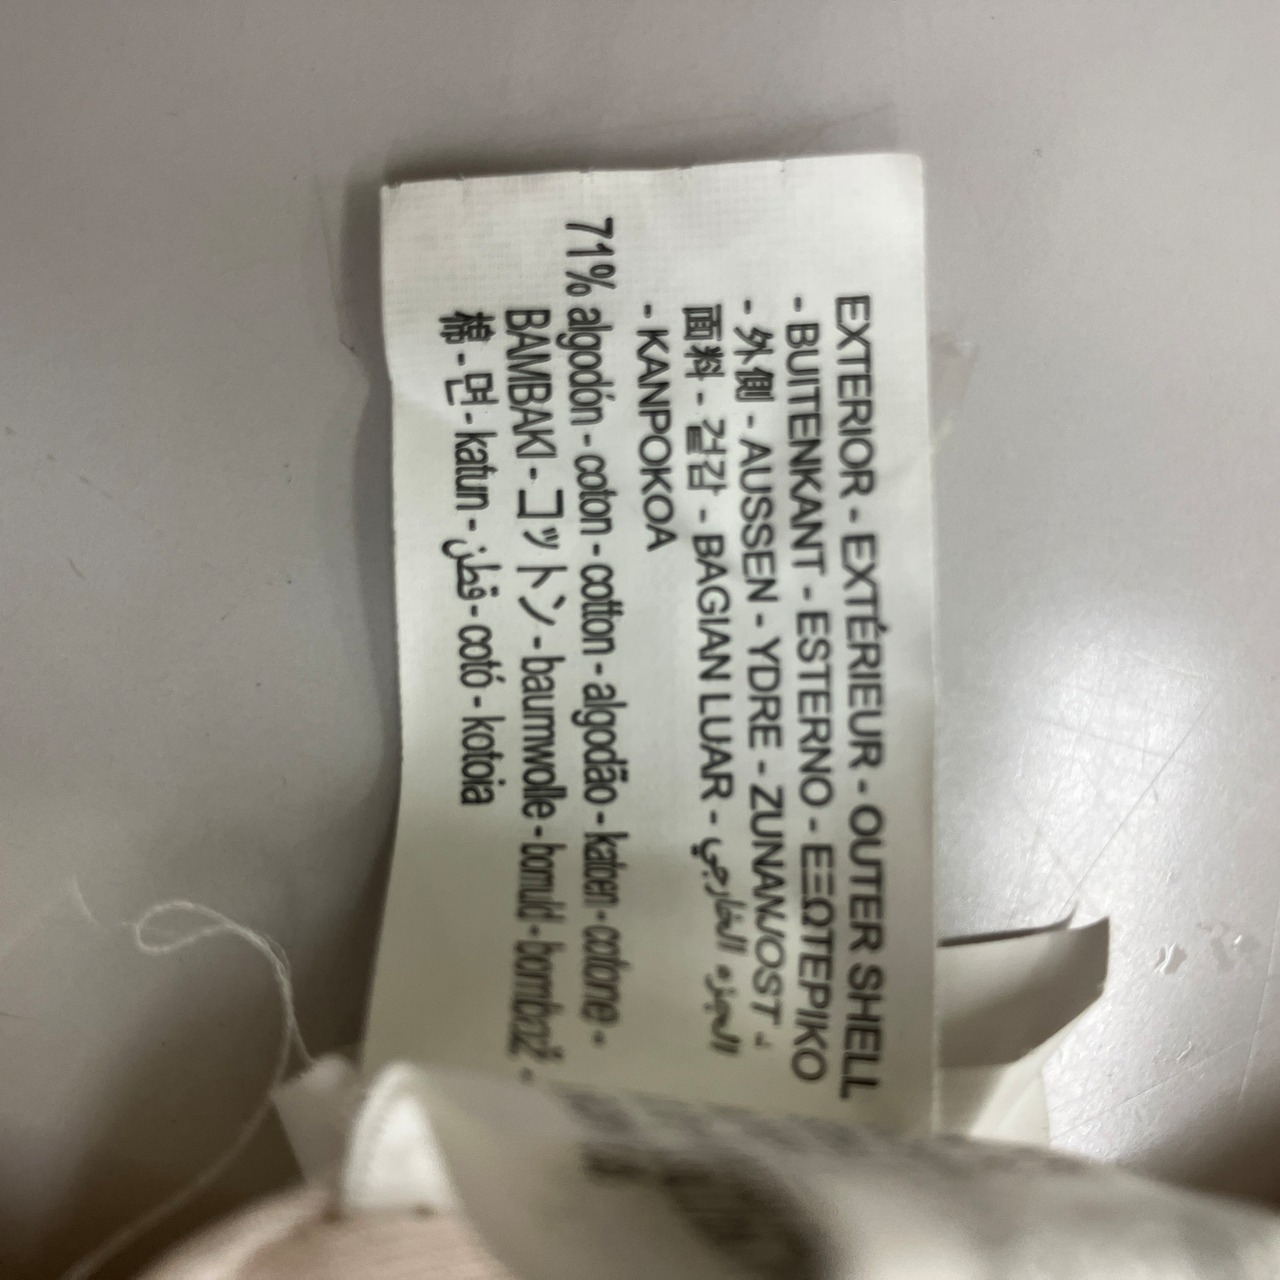 EXTERIOR - EXTÉRIEUR - OUTER SHELL
- BUITENKANT - ESTERNO - ΕΞΩΤΕΡΙΚΟ
- 外側 - AUSSEN - YDRE - ZUNANJOST -
面料 - 겉감 - BAGIAN LUAR - الجزء الخارجي
- KANPOKOA
71% algodón - coton - cotton - algodão - katoen - cotone -
BAMBAKI - コットン - baumwolle - bomuld - bombaž -
棉 - 면 - katun - قطن - cotó - kotoia